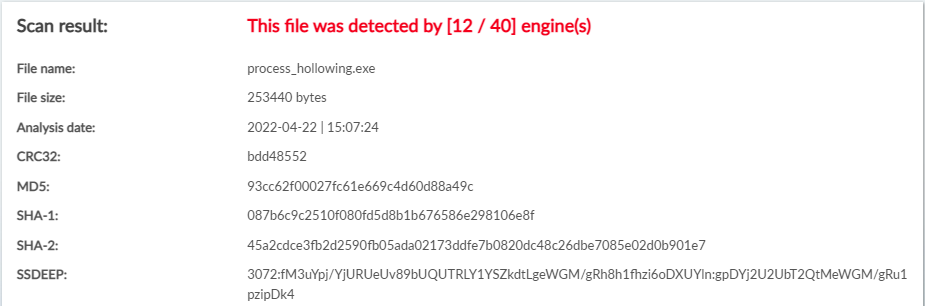 Scan result: This file was detected by [12 / 40] engine(s)
File name: process_hollowing.exe
File size: 253440 bytes
Analysis date: 2022-04-22 | 15:07:24
CRC32: bdd48552
MD5: 93cc62f00027fc61e669c4d60d88a49c
SHA-1: 087b6c9c2510f080fd5d8b1b676586e298106e8f
SHA-2: 45a2cdce3fb2d2590fb05ada02173ddfe7b0820dc48c26dbe7085e02d0b901e7
SSDEEP: 3072:fM3uYpj/YjURUeUv89bUQUTRLY1YSZkdtLgeWGM/gRh8h1fhzi6oDXUYln:gpDYj2U2UbT2QtMeWGM/gRu1
pzipDk4